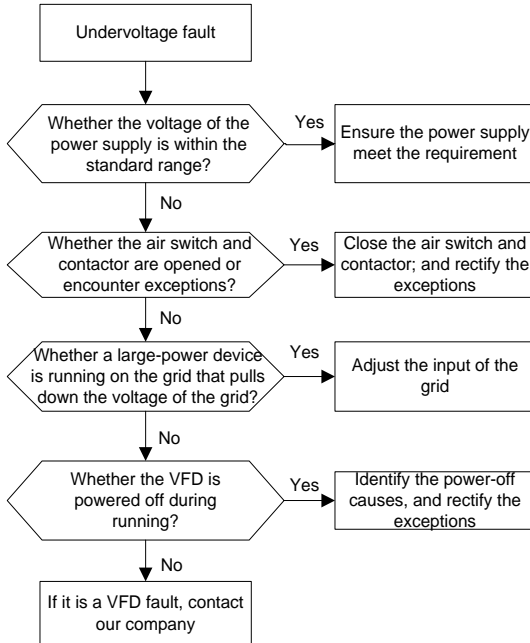 Undervoltage fault
Whether the voltage of the
power supply is within the
standard range?
Yes
Ensure the power supply
meet the requirement
No
Whether the air switch and
contactor are opened or
encounter exceptions?
Yes
Close the air switch and
contactor; and rectify the
exceptions
No
Whether a large-power device
is running on the grid that pulls
down the voltage of the grid?
Yes
Adjust the input of the
grid
No
Whether the VFD is
powered off during
running?
Yes
Identify the power-off
causes, and rectify the
exceptions
No
If it is a VFD fault, contact
our company